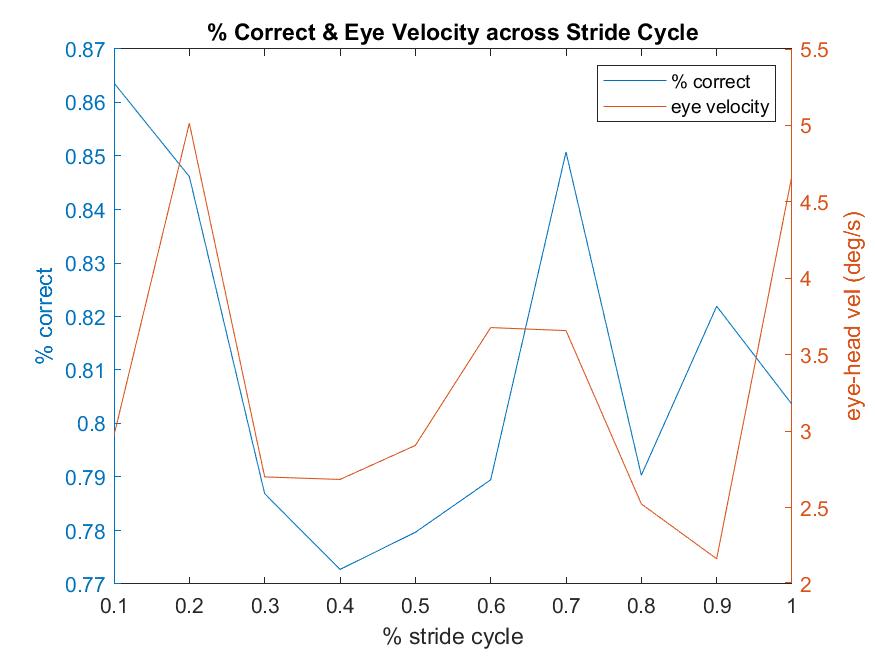 % Correct & Eye Velocity across Stride Cycle
% correct
eye velocity
0.87
0.86
0.85
0.84
0.83
0.82
0.81
0.8
0.79
0.78
0.77
% correct
5.5
5
4.5
4
3.5
3
2.5
2
eye-head vel (deg/s)
0.1 0.2 0.3 0.4 0.5 0.6 0.7 0.8 0.9 1
% stride cycle